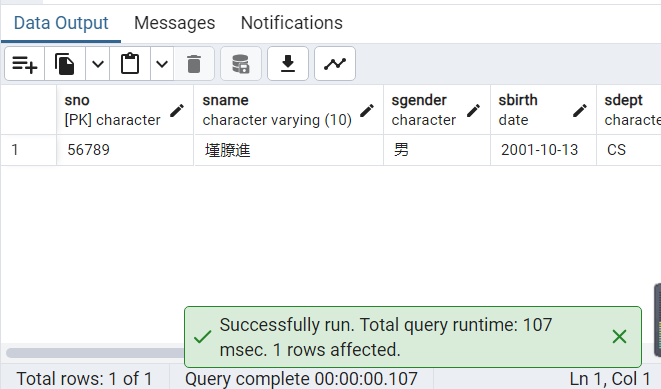 Data Output Messages Notifications
sno sname sgender sbirth sdept
[PK] character character varying (10) character date characte
1 56789 墐膫進 男 2001-10-13 CS
Successfully run. Total query runtime: 107
msec. 1 rows affected.
Total rows: 1 of 1 Query complete 00:00:00.107 Ln 1, Col 1